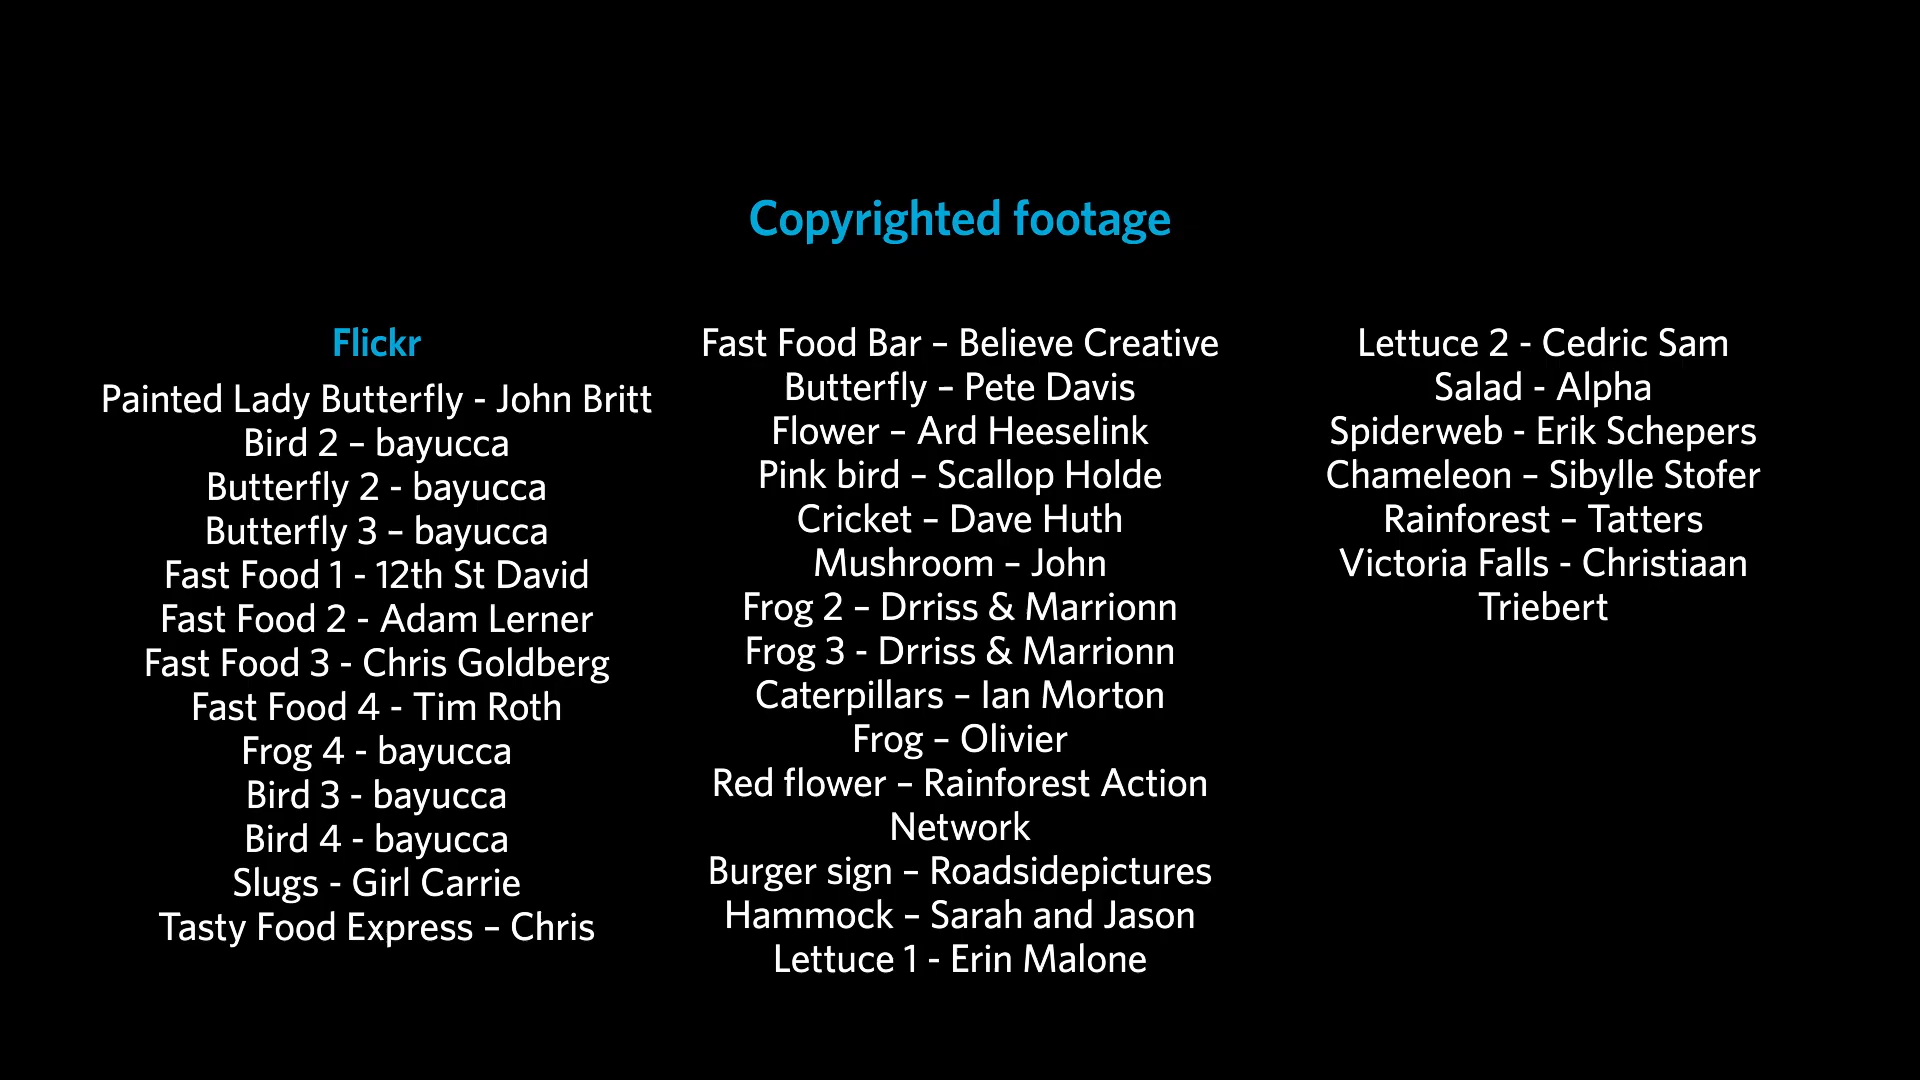 Copyrighted footage
Flickr
Painted Lady Butterfly - John Britt
Bird 2 – bayucca
Butterfly 2 - bayucca
Butterfly 3 – bayucca
Fast Food 1 - 12th St David
Fast Food 2 - Adam Lerner
Fast Food 3 - Chris Goldberg
Fast Food 4 - Tim Roth
Frog 4 - bayucca
Bird 3 - bayucca
Bird 4 - bayucca
Slugs - Girl Carrie
Tasty Food Express – Chris
Fast Food Bar – Believe Creative
Butterfly – Pete Davis
Flower – Ard Heeselink
Pink bird – Scallop Holde
Cricket – Dave Huth
Mushroom – John
Frog 2 – Drriss & Marrionn
Frog 3 - Drriss & Marrionn
Caterpillars – Ian Morton
Frog – Olivier
Red flower – Rainforest Action
Network
Burger sign – Roadsidepictures
Hammock – Sarah and Jason
Lettuce 1 - Erin Malone
Lettuce 2 - Cedric Sam
Salad - Alpha
Spiderweb - Erik Schepers
Chameleon – Sibylle Stofer
Rainforest – Tatters
Victoria Falls - Christiaan
Triebert